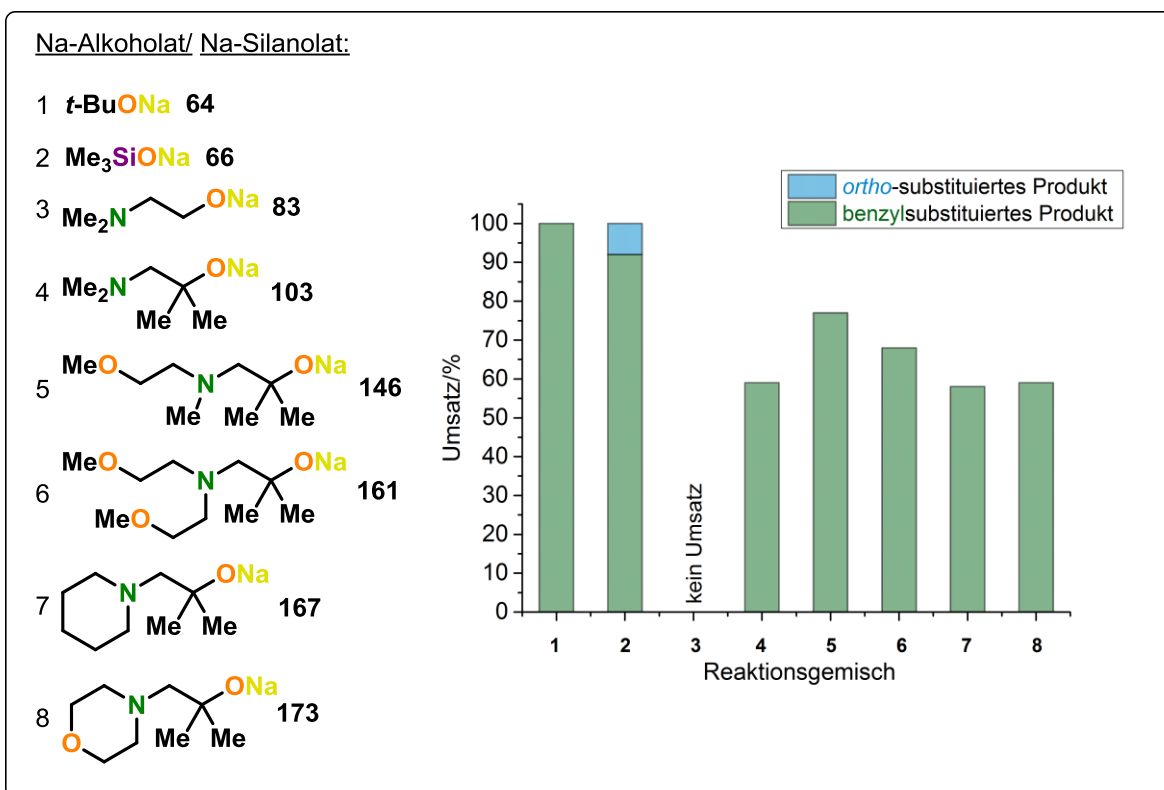 Na-Alkoholat/ Na-Silanolat:
1 t-BuONa 64
2 Me3SiONa 66
3 Me2N ONa 83
4 Me2N ONa Me Me 103
5 MeO N Me ONa Me Me 146
6 MeO N MeO ONa Me Me 161
7 N ONa Me Me 167
8 O N ONa Me Me 173
ortho-substituiertes Produkt
benzylsubstituiertes Produkt
Umsatz/%
100
90
80
70
60
50
40
30
20
10
0
kein Umsatz
1 2 3 4 5 6 7 8
Reaktionsgemisch